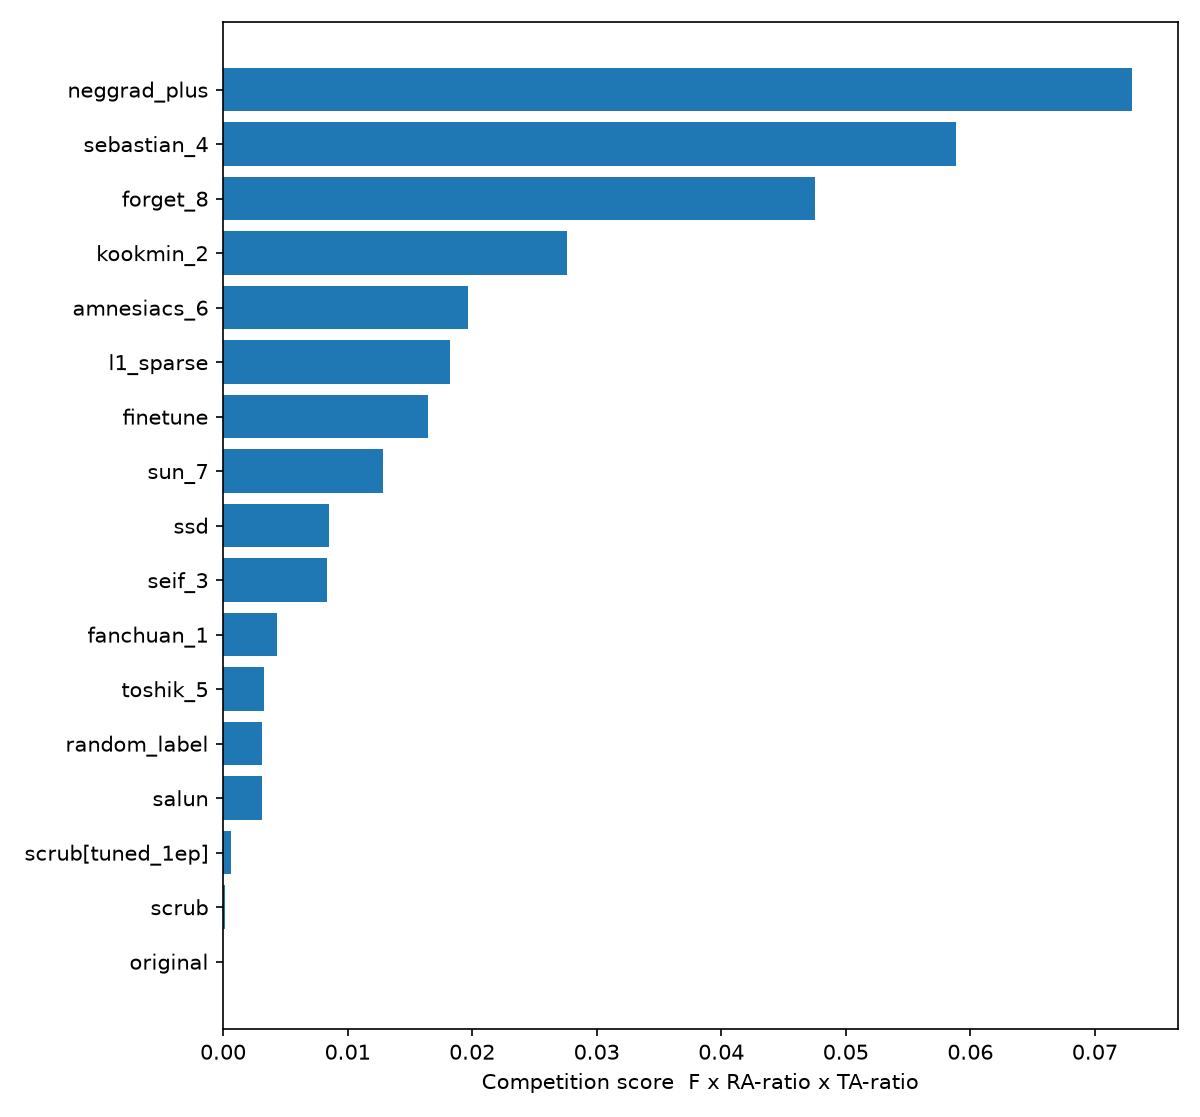 neggrad_plus
sebastian_4
forget_8
kookmin_2
amnesiacs_6
l1_sparse
finetune
sun_7
ssd
seif_3
fanchuan_1
toshik_5
random_label
salun
scrub[tuned_1ep]
scrub
original
0.00 0.01 0.02 0.03 0.04 0.05 0.06 0.07
Competition score  F x RA-ratio x TA-ratio